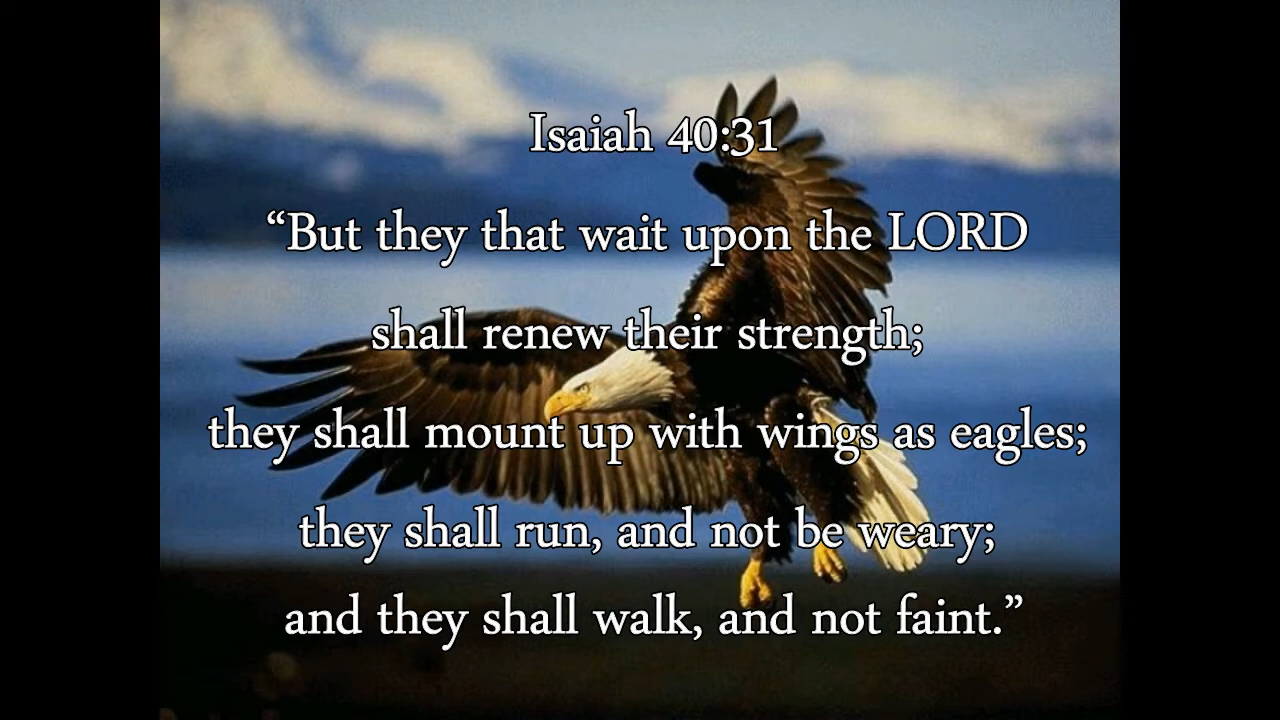 Isaiah 40:31
“But they that wait upon the LORD
shall renew their strength;
they shall mount up with wings as eagles;
they shall run, and not be weary;
and they shall walk, and not faint.”